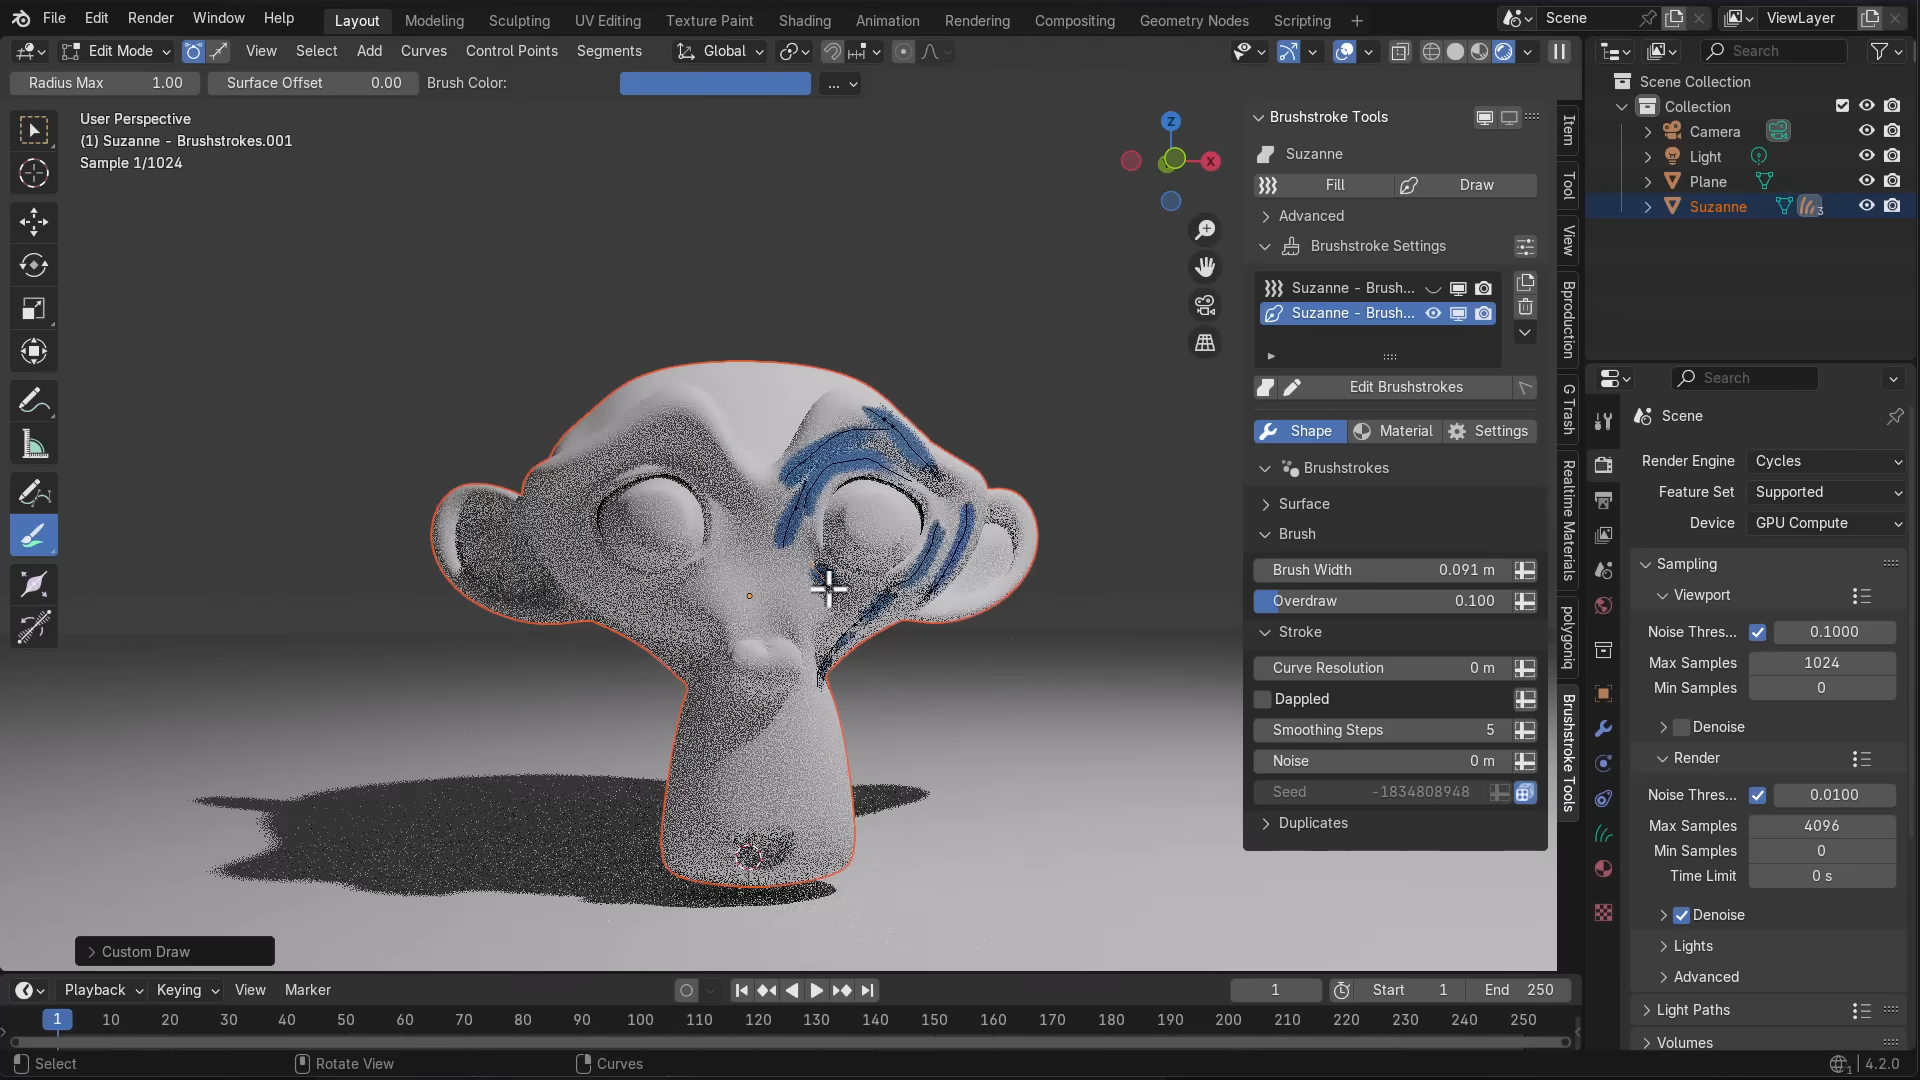 File Edit Render Window Help Layout Modeling Sculpting UV Editing Texture Paint Shading Animation Rendering Compositing Geometry Nodes Scripting + Scene ViewLayer
Edit Mode View Select Add Curves Control Points Segments Global Search
Radius Max 1.00 Surface Offset 0.00 Brush Color: ...
User Perspective
(1) Suzanne - Brushstrokes.001
Sample 1/1024
Z
X
Brushstroke Tools
Suzanne
Fill Draw
Advanced
Brushstroke Settings
Suzanne - Brush...
Suzanne - Brush...
Edit Brushstrokes
Shape Material Settings
Brushstrokes
Surface
Brush
Brush Width 0.091 m
Overdraw 0.100
Stroke
Curve Resolution 0 m
Dappled
Smoothing Steps 5
Noise 0 m
Seed -1834808948
Duplicates
Item
Tool
View
Bproduction
G Trash
Realtime Materials
polygoniq
Brushstroke Tools
Scene Collection
Collection
Camera
Light
Plane
Suzanne 3
Search
Scene
Render Engine Cycles
Feature Set Supported
Device GPU Compute
Sampling
Viewport
Noise Thres... 0.1000
Max Samples 1024
Min Samples 0
Denoise
Render
Noise Thres... 0.0100
Max Samples 4096
Min Samples 0
Time Limit 0 s
Denoise
Lights
Advanced
Light Paths
Volumes
Custom Draw
Playback Keying View Marker 1 Start 1 End 250
1 10 20 30 40 50 60 70 80 90 100 110 120 130 140 150 160 170 180 190 200 210 220 230 240 250
Select Rotate View Curves 1 4.2.0